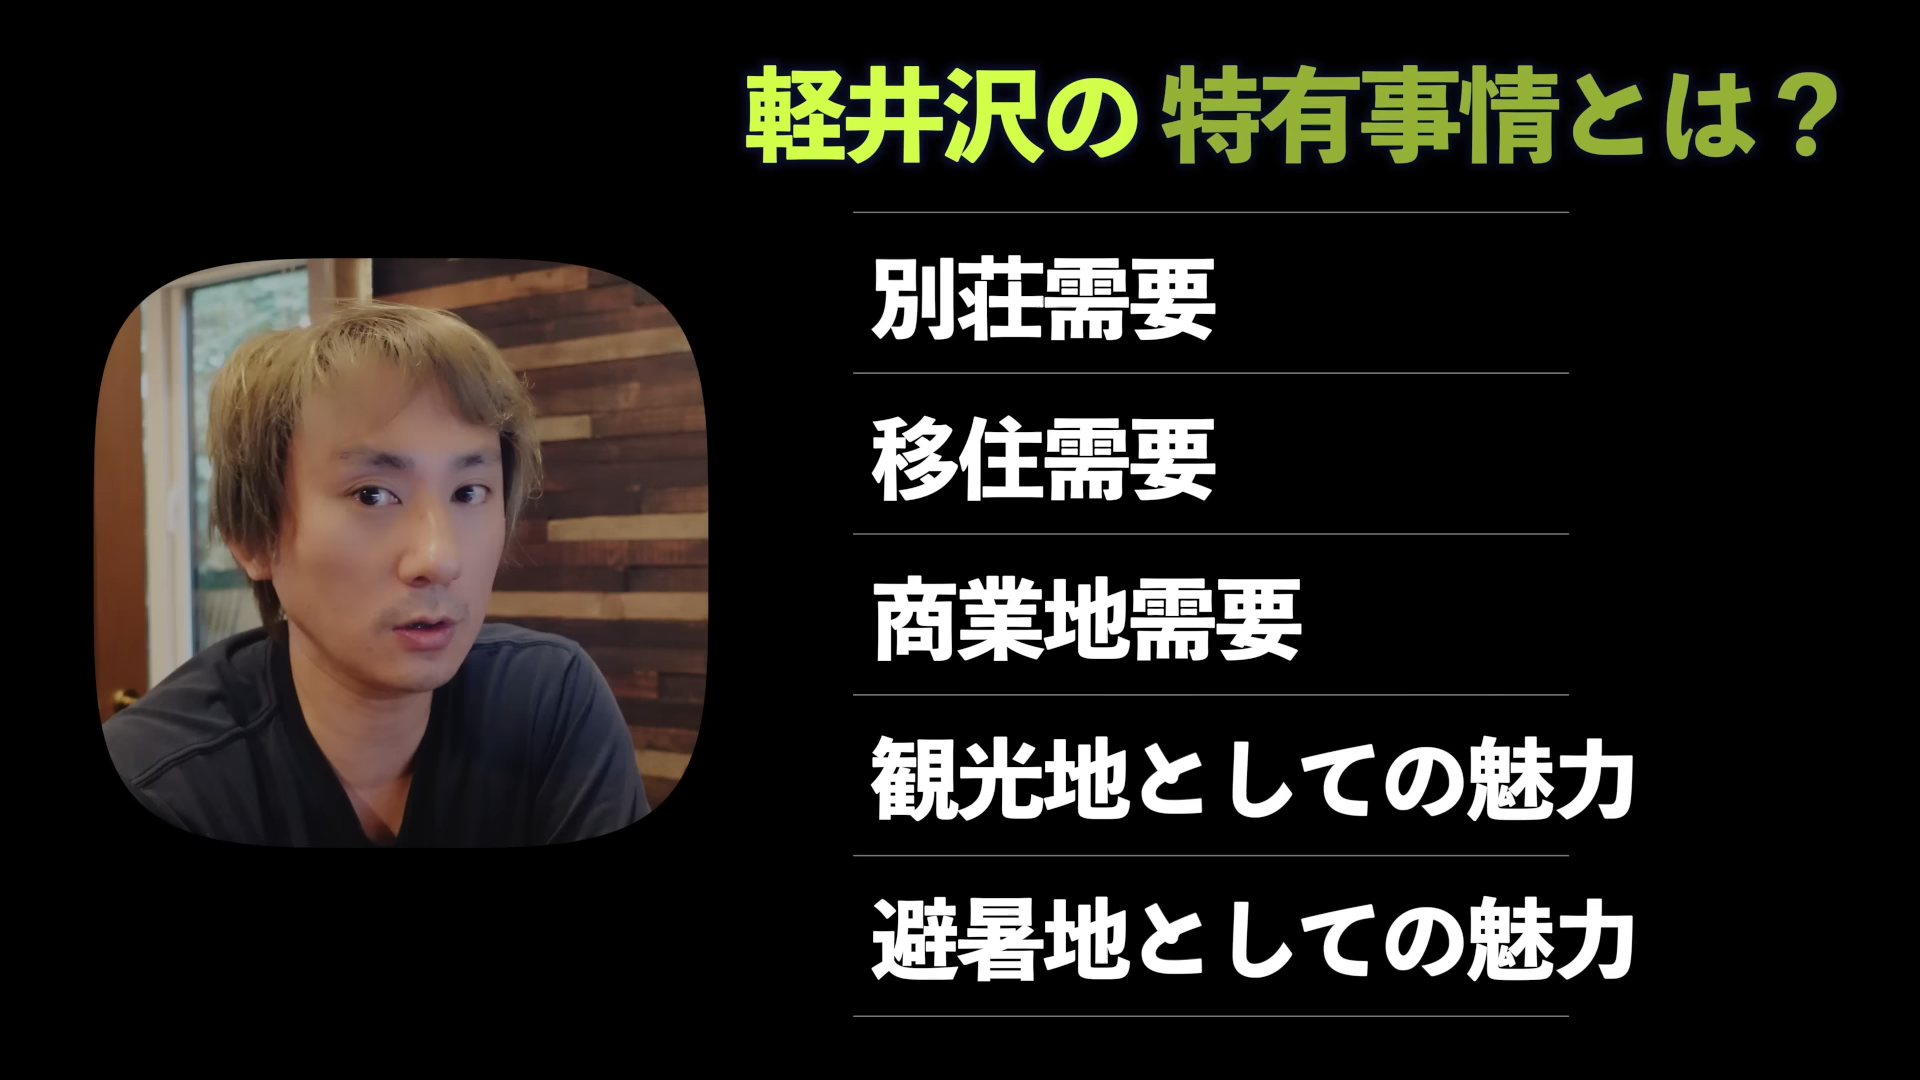 軽井沢の 特有事情とは？
別荘需要
移住需要
商業地需要
観光地としての魅力
避暑地としての魅力